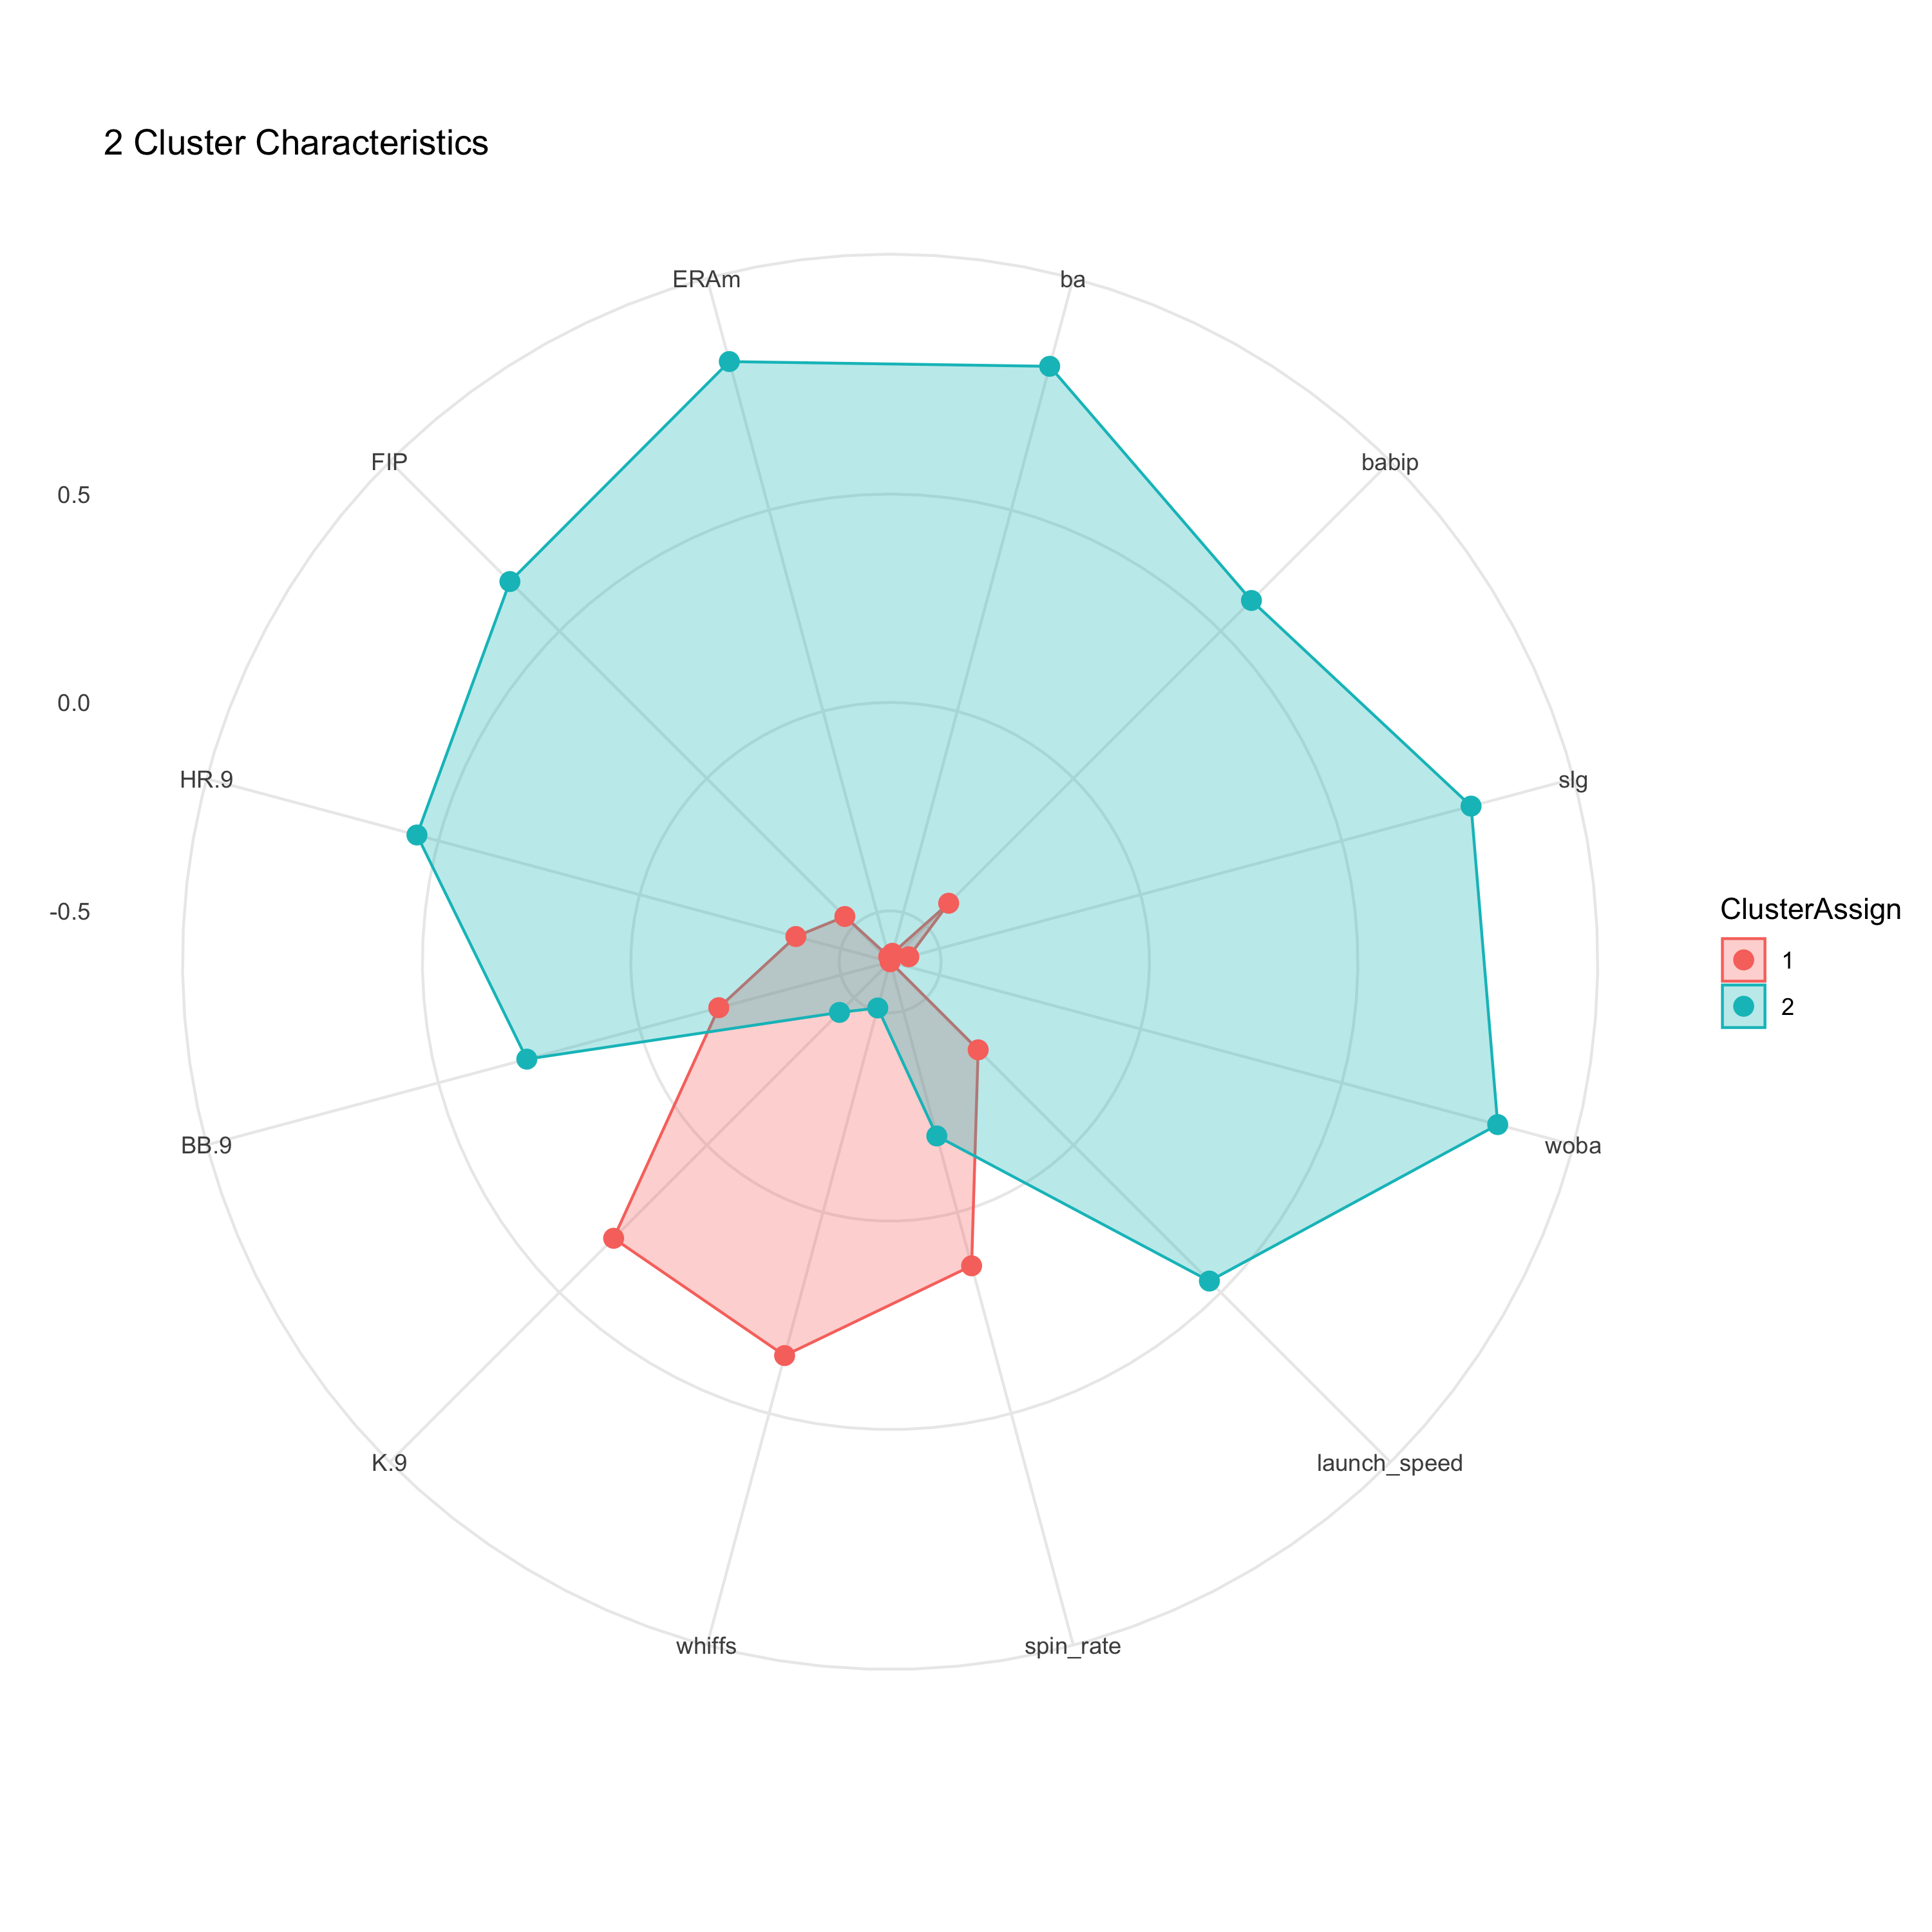 2 Cluster Characteristics
ERAm
ba
FIP
babip
0.5
0.0
HR.9
slg
-0.5
ClusterAssign
1
2
BB.9
woba
K.9
launch_speed
whiffs
spin_rate